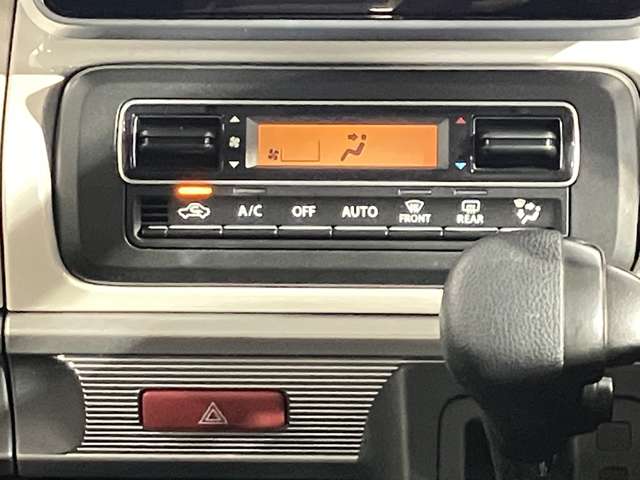 A/C OFF AUTO FRONT REAR